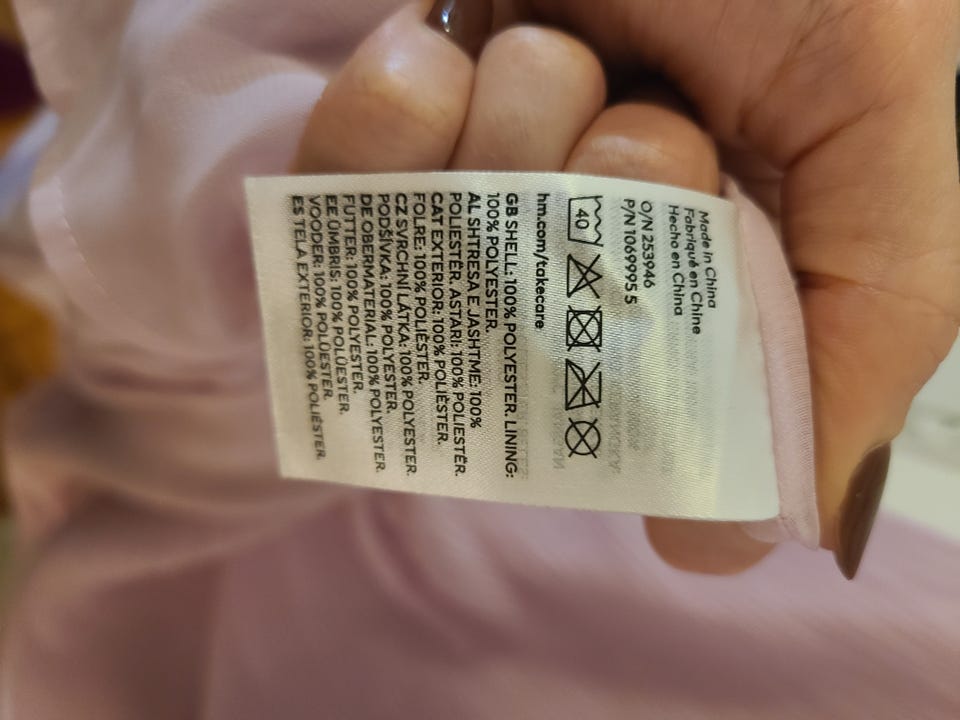 Made in China
Fabriqué en Chine
Hecho en China
O/N 253946
P/N 1069995 5
40
hm.com/takecare
GB SHELL: 100% POLYESTER. LINING:
100% POLYESTER.
AL SHTRESA E JASHTME: 100%
POLIESTËR. ASTARI: 100% POLIESTËR.
CAT EXTERIOR: 100% POLIÈSTER.
FOLRE: 100% POLIÈSTER.
CZ SVRCHNÍ LÁTKA: 100% POLYESTER.
PODŠÍVKA: 100% POLYESTER.
DE OBERMATERIAL: 100% POLYESTER.
FUTTER: 100% POLYESTER.
EE ÜMBRIS: 100% POLÜESTER.
VOODER: 100% POLÜESTER.
ES TELA EXTERIOR: 100% POLIÉSTER.